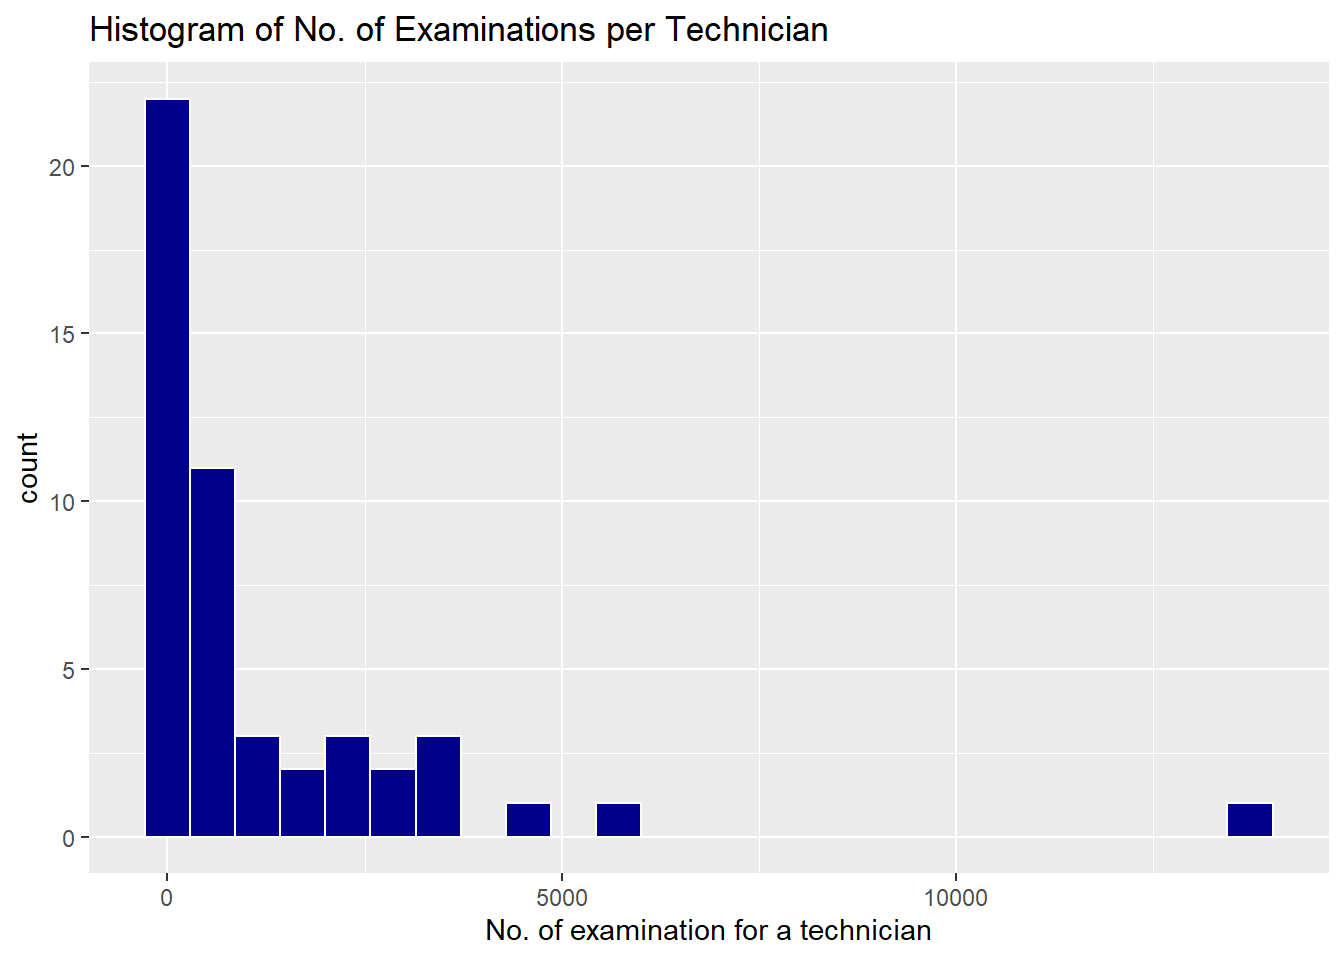 Histogram of No. of Examinations per Technician
20
15
10
5
0
count
0 5000 10000
No. of examination for a technician